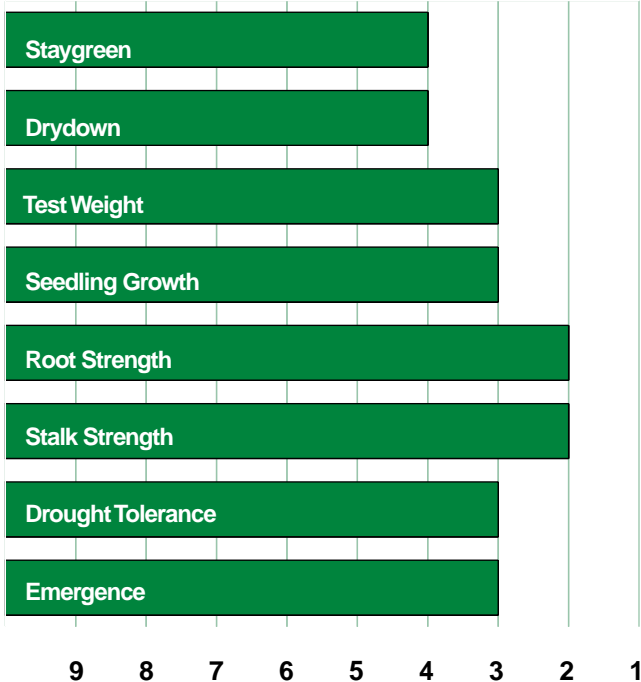 Staygreen
Drydown
Test Weight
Seedling Growth
Root Strength
Stalk Strength
Drought Tolerance
Emergence
9 8 7 6 5 4 3 2 1